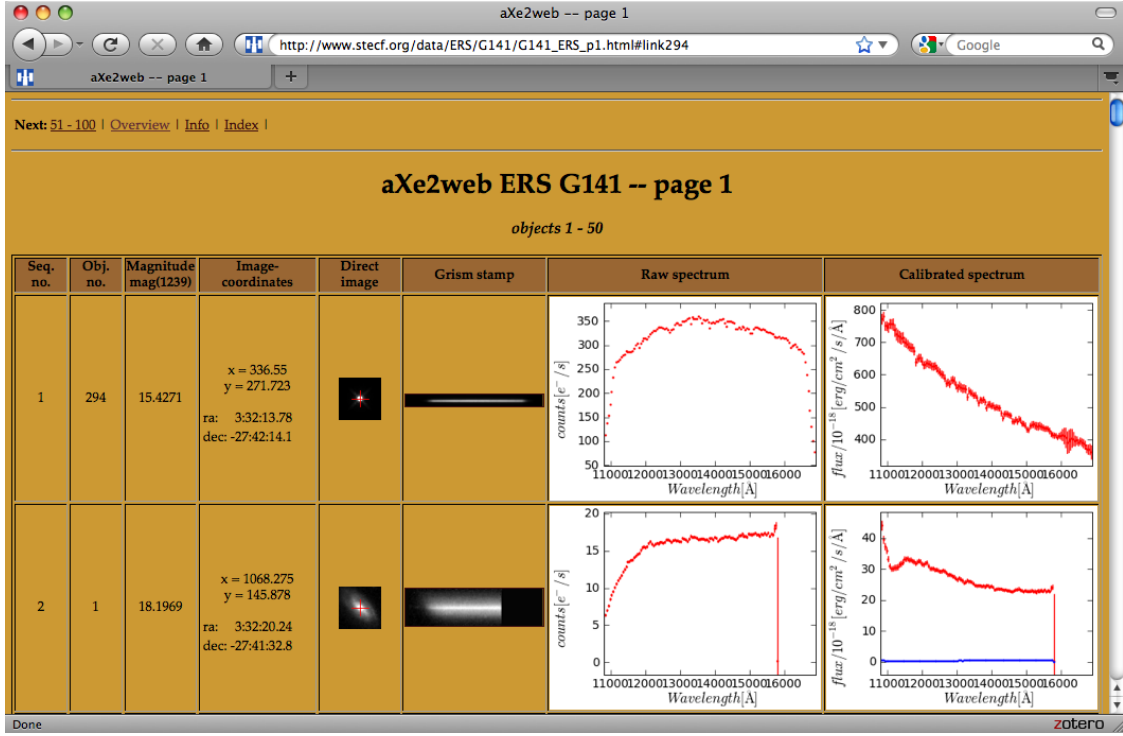 aXe2web -- page 1
http://www.stecf.org/data/ERS/G141/G141_ERS_p1.html#link294
Google
aXe2web -- page 1
+
Next: 51 - 100 | Overview | Info | Index |
aXe2web ERS G141 -- page 1
objects 1 - 50
Seq. no. Obj. no. Magnitude mag(1239) Image-coordinates Direct image Grism stamp Raw spectrum Calibrated spectrum
1 294 15.4271
x = 336.55
y = 271.723
ra: 3:32:13.78
dec: -27:42:14.1
counts[e⁻/s]
350
300
250
200
150
100
50
11000 12000 13000 14000 15000 16000
Wavelength[Å]
flux/10⁻¹⁸[erg/cm²/s/Å]
800
700
600
500
400
11000 12000 13000 14000 15000 16000
Wavelength[Å]
2 1 18.1969
x = 1068.275
y = 145.878
ra: 3:32:20.24
dec: -27:41:32.8
counts[e⁻/s]
20
15
10
5
0
11000 12000 13000 14000 15000 16000
Wavelength[Å]
flux/10⁻¹⁸[erg/cm²/s/Å]
40
30
20
10
0
11000 12000 13000 14000 15000 16000
Wavelength[Å]
Done
zotero